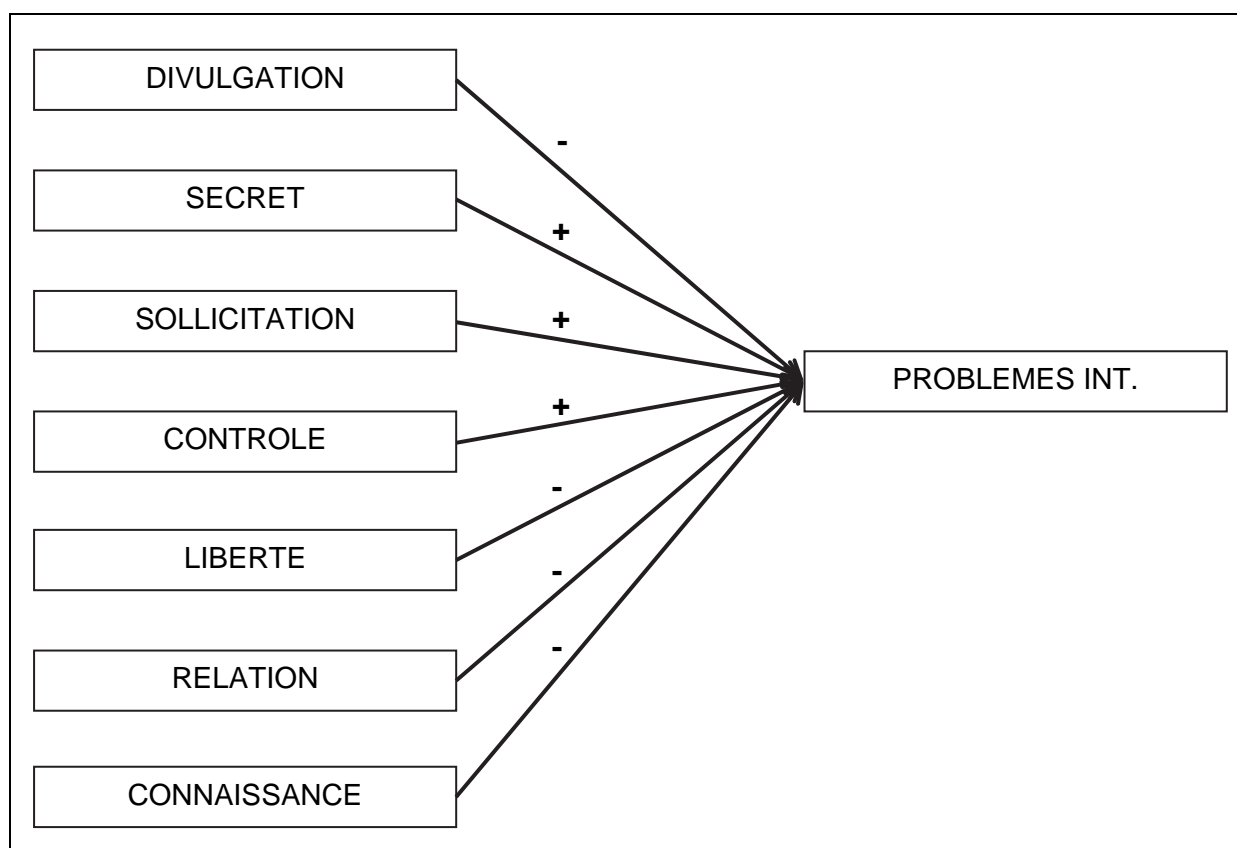 DIVULGATION
-
SECRET
+
SOLLICITATION
+
PROBLEMES INT.
+
CONTROLE
-
LIBERTE
-
RELATION
-
CONNAISSANCE